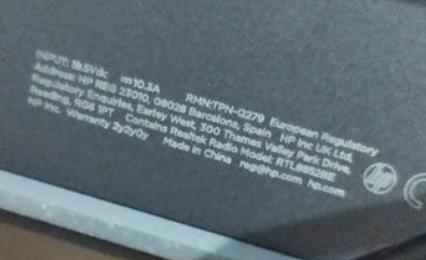 INPUT: 19.5Vdc ⎓10.3A RMN:TPN-Q279 European Regulatory
Address: HP REG 23010, 08028 Barcelona, Spain HP Inc UK Ltd,
Regulatory Enquiries, Earley West, 300 Thames Valley Park Drive,
Reading, RG6 1PT Contains Realtek Radio Model: RTL8852BE
HP Inc. Warranty 2y2y0y Made in China reg@hp.com hp.com
hp